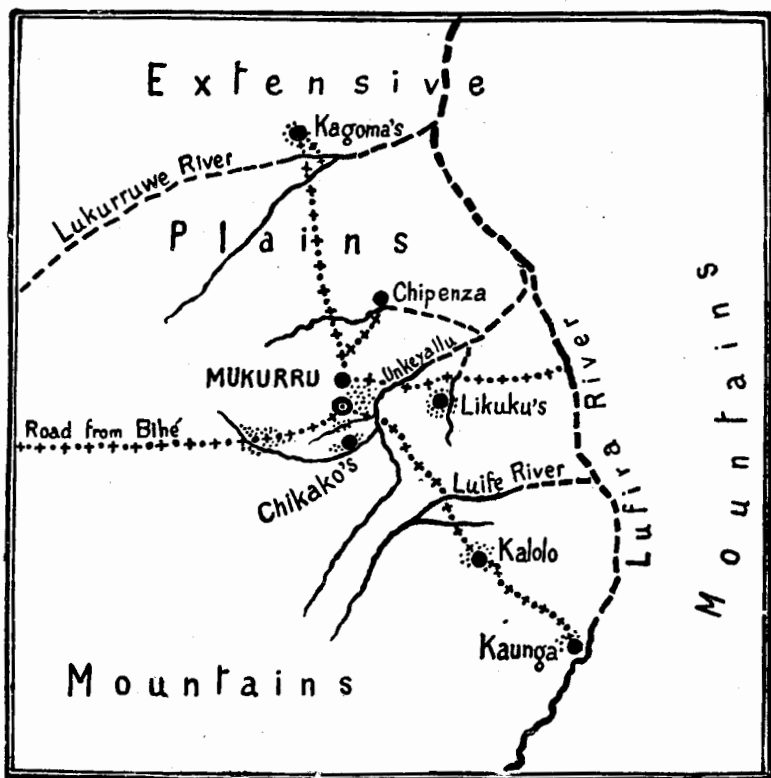 Extensive
Kagoma's
Lukurruwe River
Plains
Chipenza
Unkeyallu
MUKURRU
Likuku's
Road from Bihé
Chikako's
Luife River
Lufira River
Mountains
Kalolo
Kaunga
Mountains